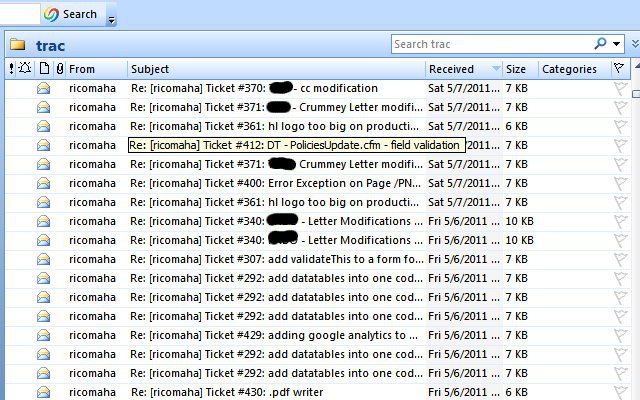 Search
trac
Search trac
From Subject Received Size Categories
ricomaha Re: [ricomaha] Ticket #370: - cc modification Sat 5/7/2011... 7 KB
ricomaha Re: [ricomaha] Ticket #371: - Crummey Letter modifi... Sat 5/7/2011... 7 KB
ricomaha Re: [ricomaha] Ticket #361: hl logo too big on producti... Sat 5/7/2011... 6 KB
ricomaha Re: [ricomaha] Ticket #412: DT - PoliciesUpdate.cfm - field validation 7/2011... 7 KB
ricomaha Re: [ricomaha] Ticket #371: Crummey Letter modifi... Sat 5/7/2011... 7 KB
ricomaha Re: [ricomaha] Ticket #400: Error Exception on Page /PN... Sat 5/7/2011... 7 KB
ricomaha Re: [ricomaha] Ticket #361: hl logo too big on producti... Sat 5/7/2011... 7 KB
ricomaha Re: [ricomaha] Ticket #340: - Letter Modifications ... Fri 5/6/2011 ... 10 KB
ricomaha Re: [ricomaha] Ticket #340: - Letter Modifications ... Fri 5/6/2011 ... 10 KB
ricomaha Re: [ricomaha] Ticket #307: add validateThis to a form fo... Fri 5/6/2011 ... 7 KB
ricomaha Re: [ricomaha] Ticket #292: add datatables into one cod... Fri 5/6/2011 ... 7 KB
ricomaha Re: [ricomaha] Ticket #292: add datatables into one cod... Fri 5/6/2011 ... 7 KB
ricomaha Re: [ricomaha] Ticket #292: add datatables into one cod... Fri 5/6/2011 ... 7 KB
ricomaha Re: [ricomaha] Ticket #429: adding google analytics to ... Fri 5/6/2011 ... 7 KB
ricomaha Re: [ricomaha] Ticket #292: add datatables into one cod... Fri 5/6/2011 ... 7 KB
ricomaha Re: [ricomaha] Ticket #292: add datatables into one cod... Fri 5/6/2011 ... 7 KB
ricomaha Re: [ricomaha] Ticket #430: .pdf writer Fri 5/6/2011 ... 6 KB